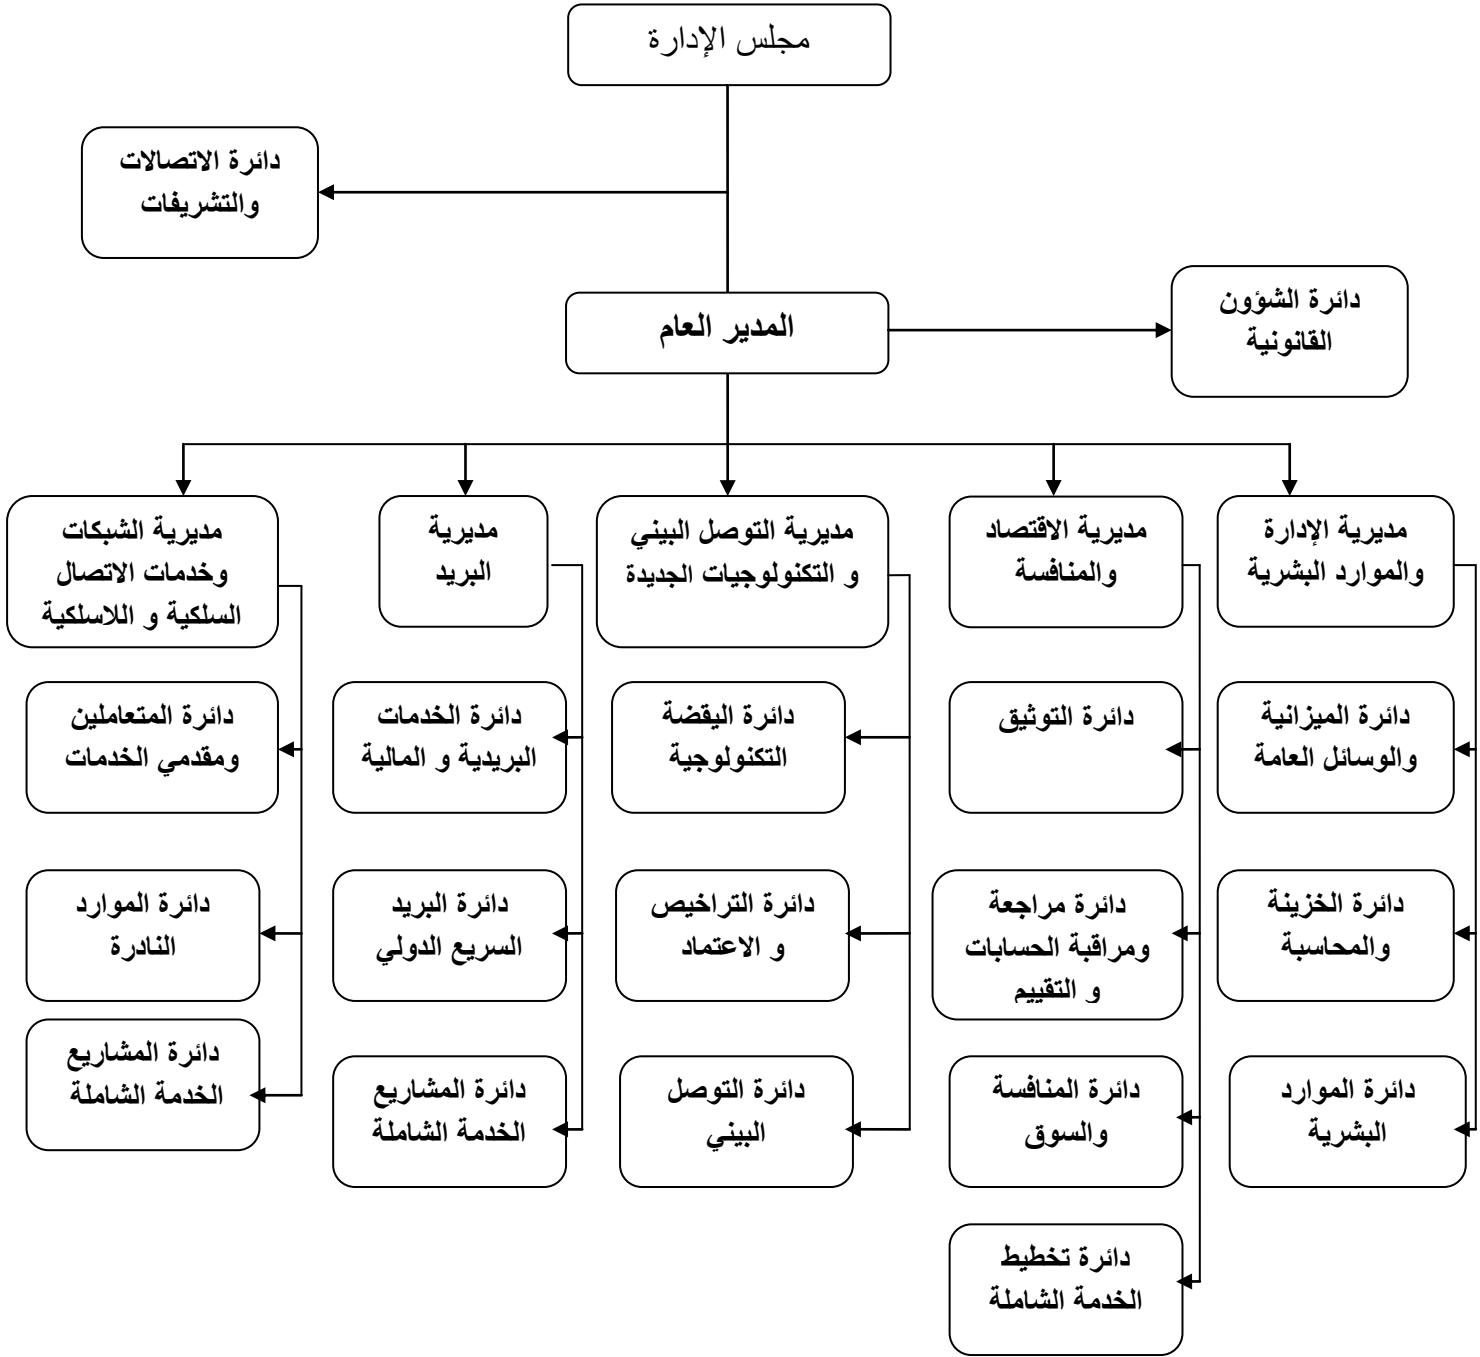 مجلس الإدارة
دائرة الاتصالات
والتشريفات
دائرة الشؤون
القانونية
المدير العام
مديرية الإدارة
والموارد البشرية
مديرية الاقتصاد
والمنافسة
مديرية التوصل البيني
و التكنولوجيات الجديدة
مديرية
البريد
مديرية الشبكات
وخدمات الاتصال
السلكية و اللاسلكية
دائرة الميزانية
والوسائل العامة
دائرة التوثيق
دائرة اليقضة
التكنولوجية
دائرة الخدمات
البريدية و المالية
دائرة المتعاملين
ومقدمي الخدمات
دائرة الخزينة
والمحاسبة
دائرة مراجعة
ومراقبة الحسابات
و التقييم
دائرة التراخيص
و الاعتماد
دائرة البريد
السريع الدولي
دائرة الموارد
النادرة
دائرة الموارد
البشرية
دائرة المنافسة
والسوق
دائرة التوصل
البيني
دائرة المشاريع
الخدمة الشاملة
دائرة المشاريع
الخدمة الشاملة
دائرة تخطيط
الخدمة الشاملة